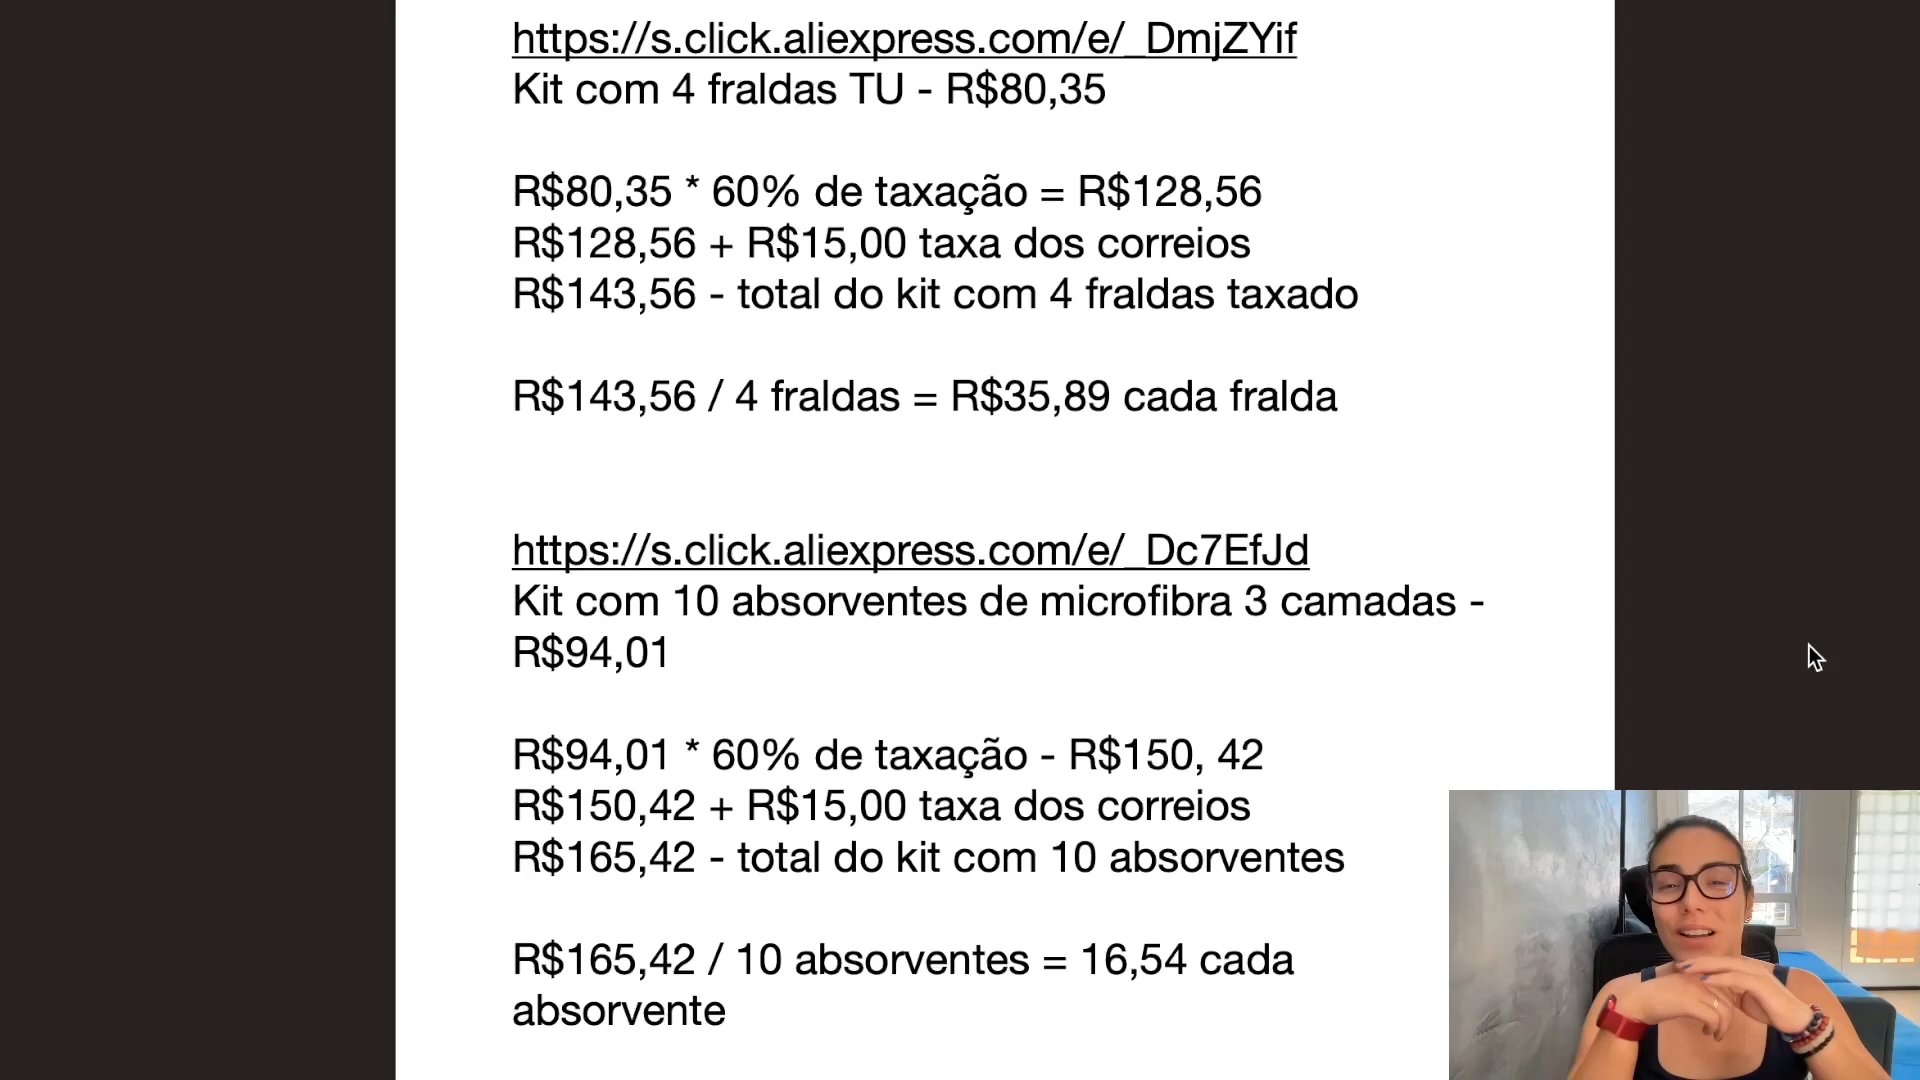 https://s.click.aliexpress.com/e/_DmjZYif
Kit com 4 fraldas TU - R$80,35
R$80,35 * 60% de taxação = R$128,56
R$128,56 + R$15,00 taxa dos correios
R$143,56 - total do kit com 4 fraldas taxado
R$143,56 / 4 fraldas = R$35,89 cada fralda
https://s.click.aliexpress.com/e/_Dc7EfJd
Kit com 10 absorventes de microfibra 3 camadas -
R$94,01
R$94,01 * 60% de taxação - R$150, 42
R$150,42 + R$15,00 taxa dos correios
R$165,42 - total do kit com 10 absorventes
R$165,42 / 10 absorventes = 16,54 cada
absorvente